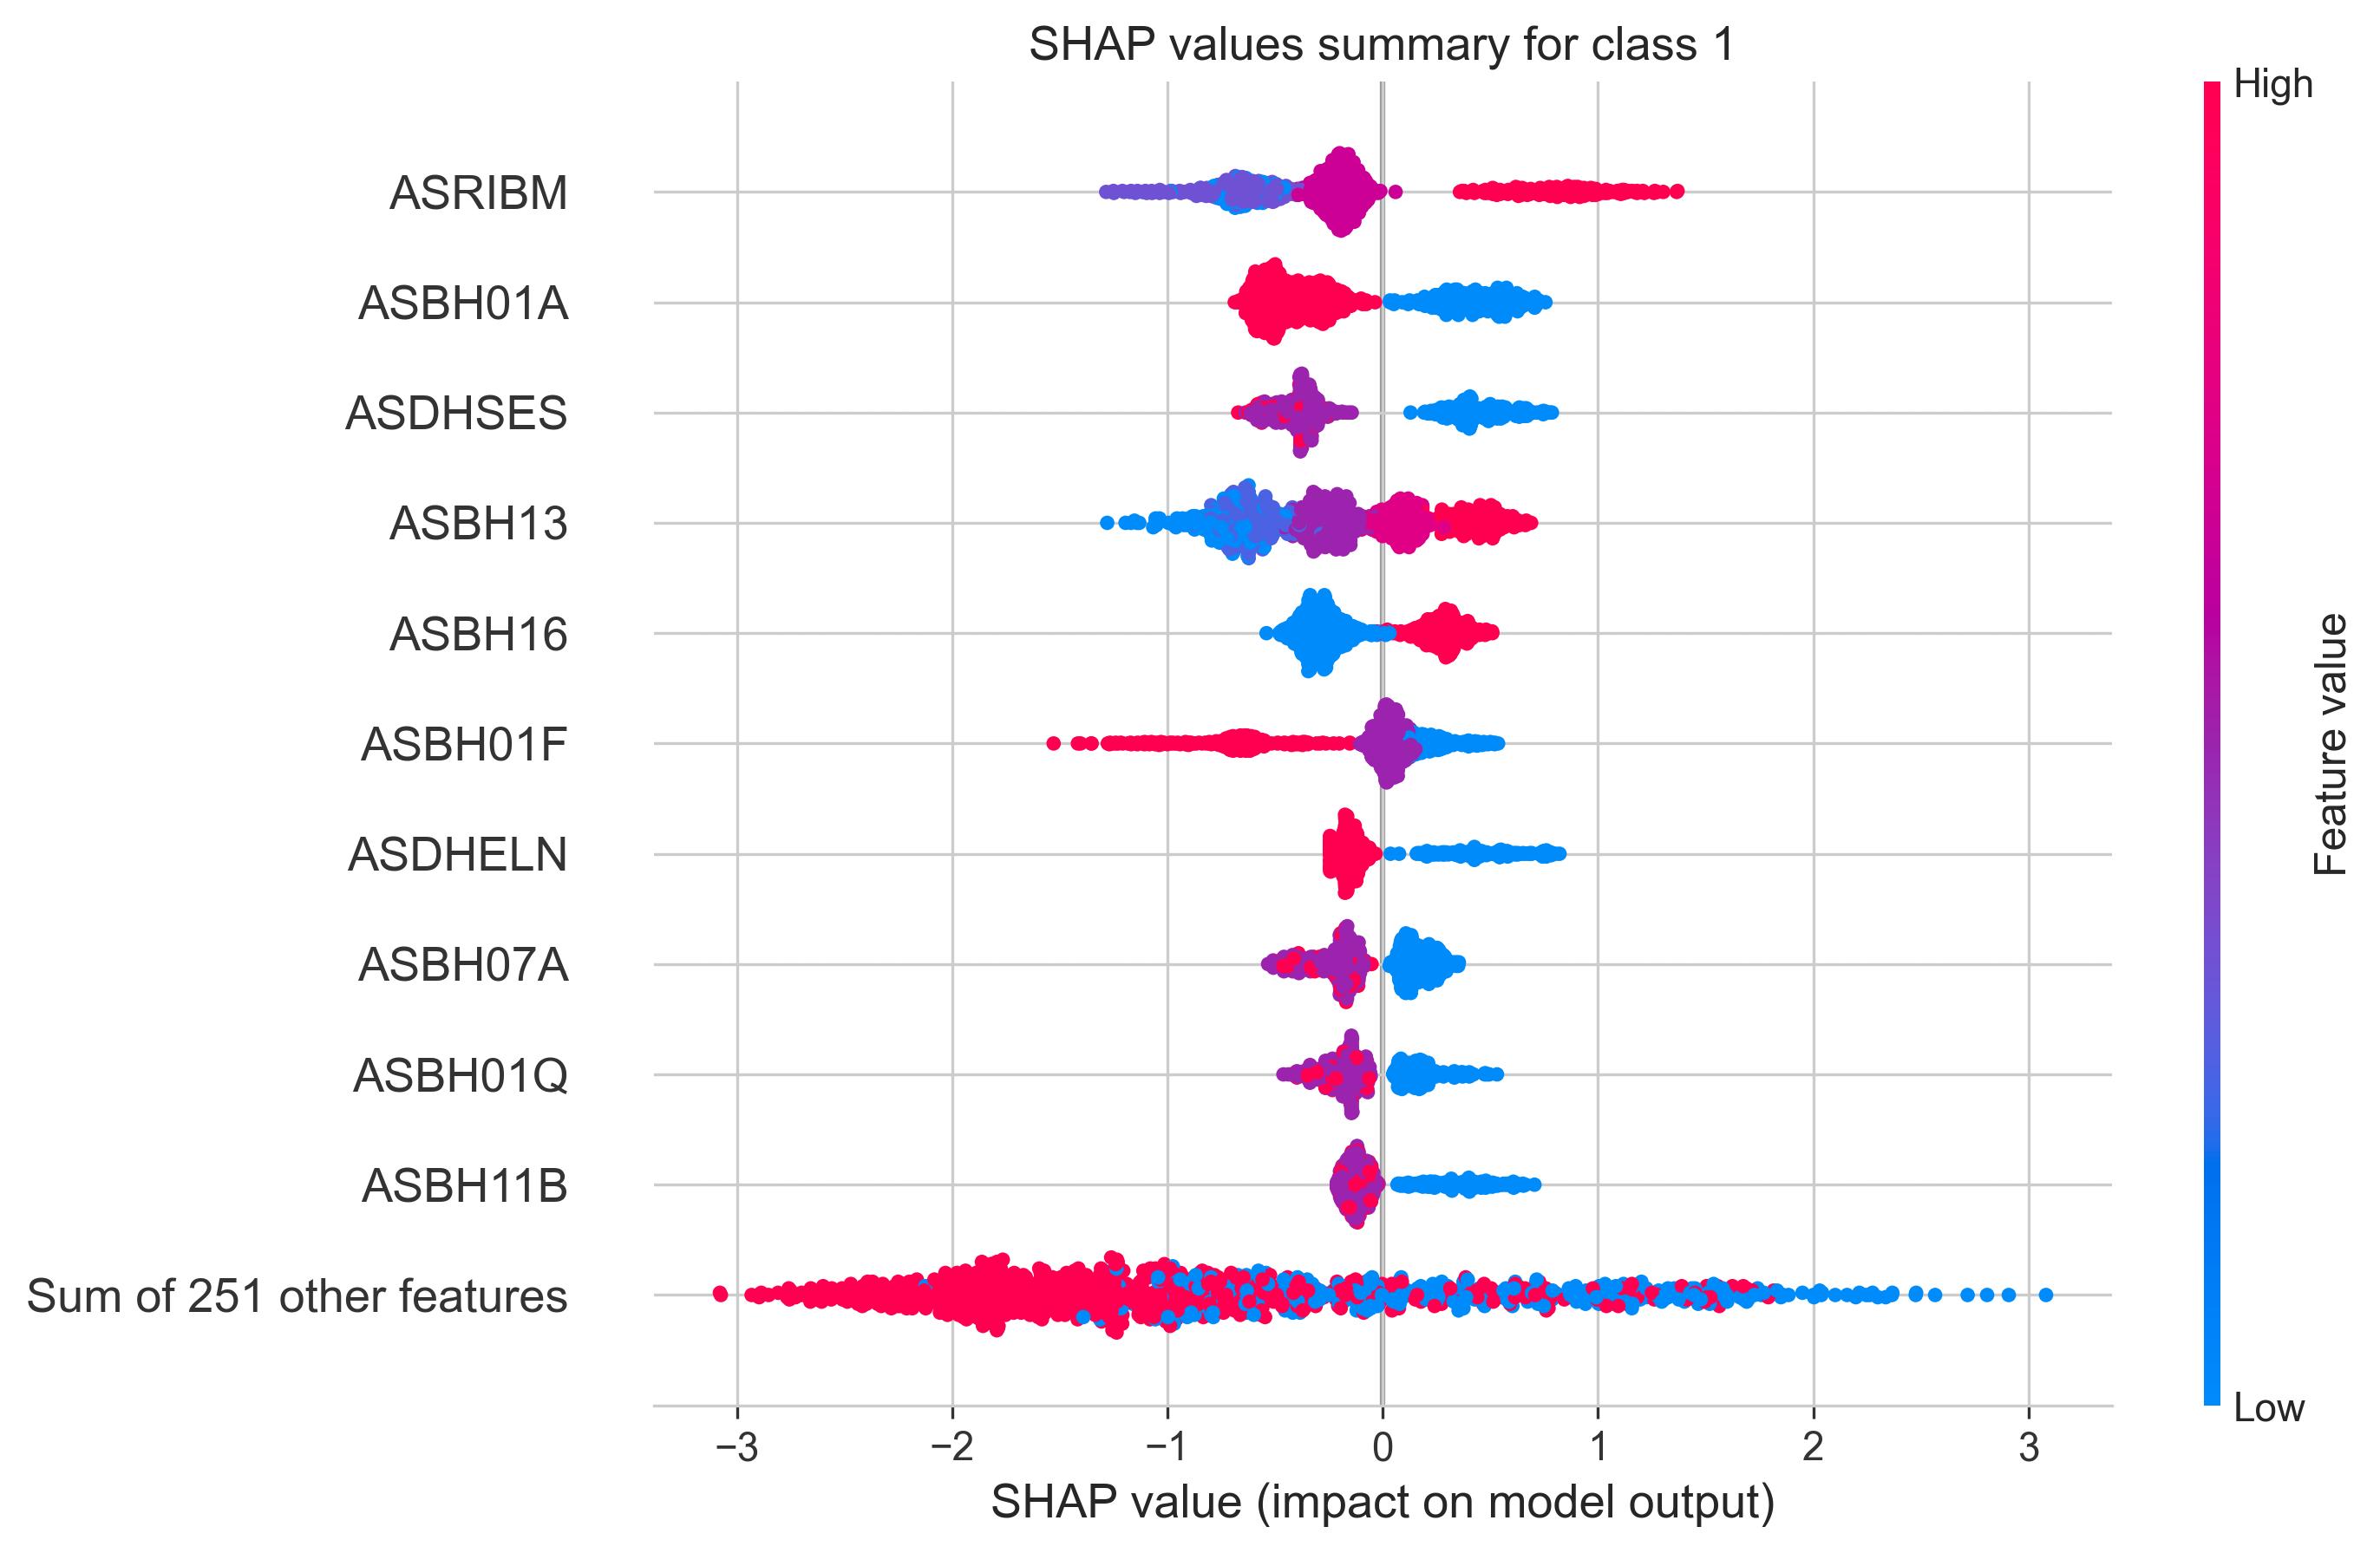 SHAP values summary for class 1
High
ASRIBM
ASBH01A
ASDHSES
ASBH13
ASBH16
ASBH01F
ASDHELN
ASBH07A
ASBH01Q
ASBH11B
Sum of 251 other features
Feature value
Low
−3 −2 −1 0 1 2 3
SHAP value (impact on model output)